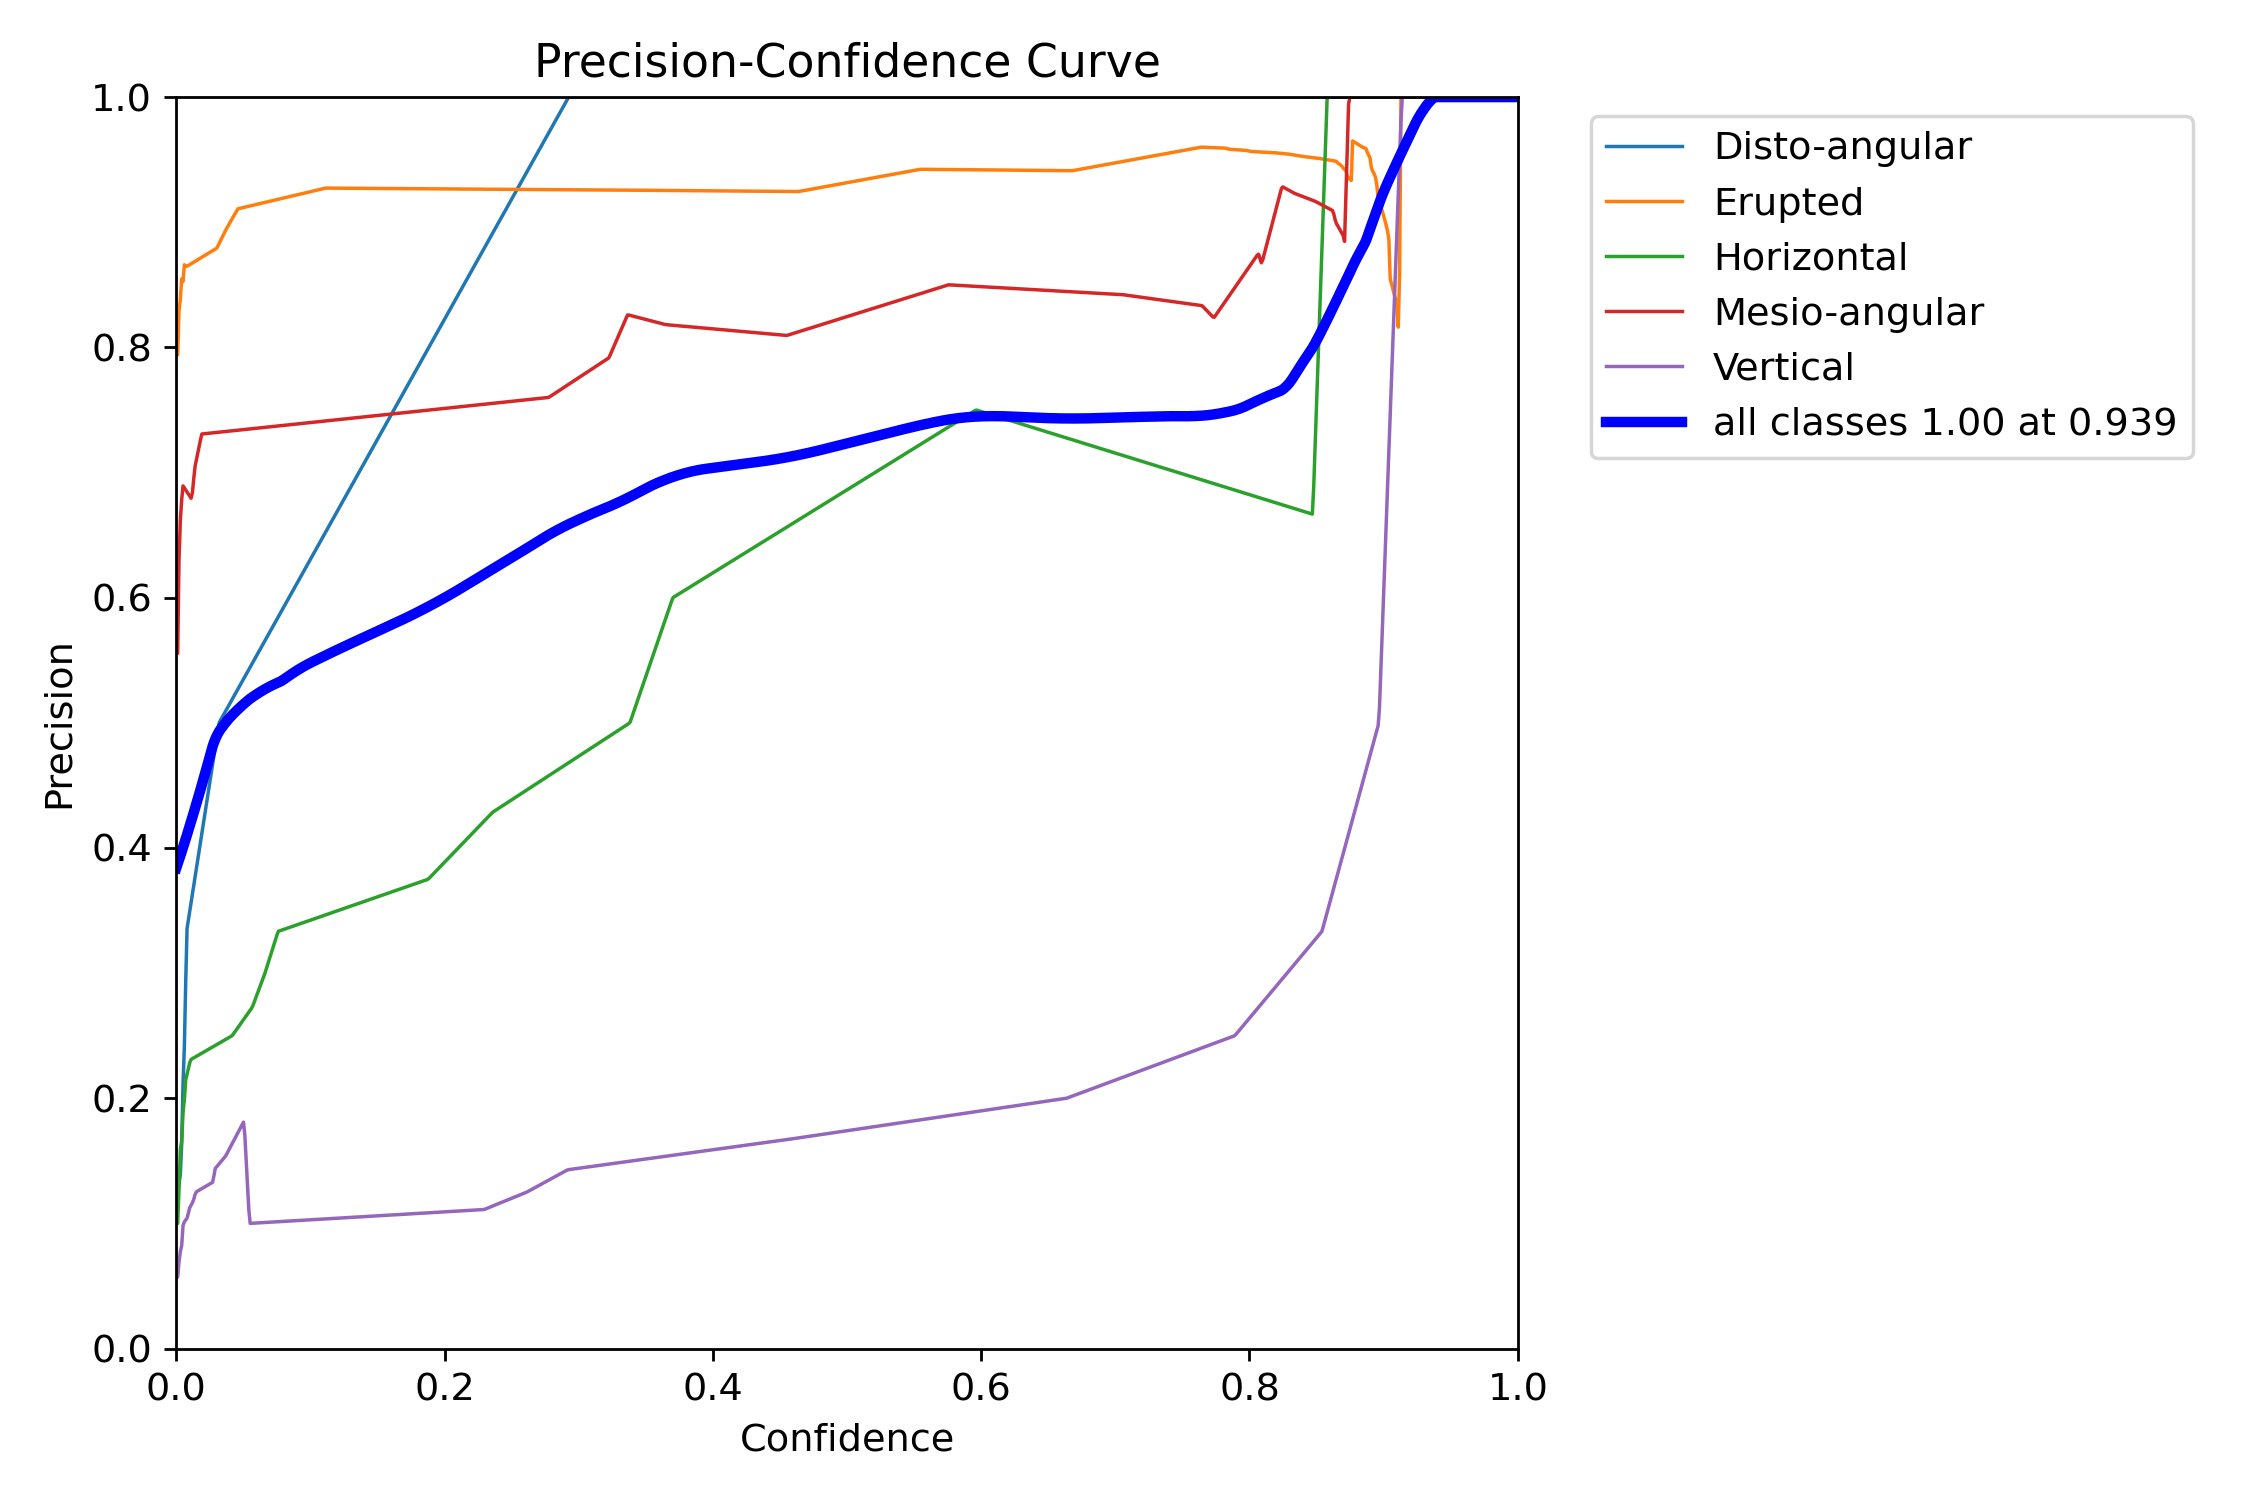 Precision-Confidence Curve
1.0
0.8
0.6
0.4
0.2
0.0
Precision
0.0 0.2 0.4 0.6 0.8 1.0
Confidence
Disto-angular
Erupted
Horizontal
Mesio-angular
Vertical
all classes 1.00 at 0.939